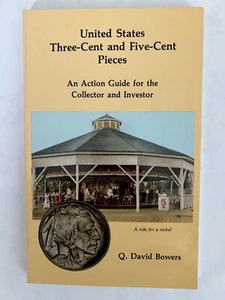 United States
Three-Cent and Five-Cent
Pieces
An Action Guide for the
Collector and Investor
5
A ride for a nickel
Q. David Bowers